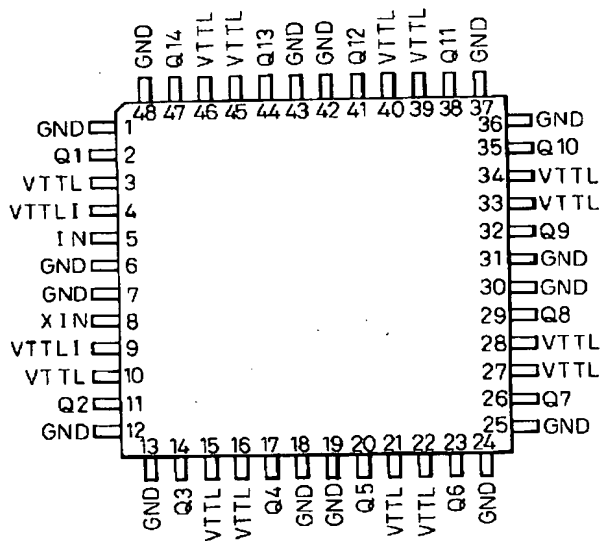 GND Q14 VTTL VTTL Q13 GND GND Q12 VTTL VTTL Q11 GND
48 47 46 45 44 43 42 41 40 39 38 37
GND 1 36 GND
Q1 2 35 Q10
VTTL 3 34 VTTL
VTTLI 4 33 VTTL
IN 5 32 Q9
GND 6 31 GND
GND 7 30 GND
XIN 8 29 Q8
VTTLI 9 28 VTTL
VTTL 10 27 VTTL
Q2 11 26 Q7
GND 12 25 GND
13 14 15 16 17 18 19 20 21 22 23 24
GND Q3 VTTL VTTL Q4 GND GND Q5 VTTL VTTL Q6 GND